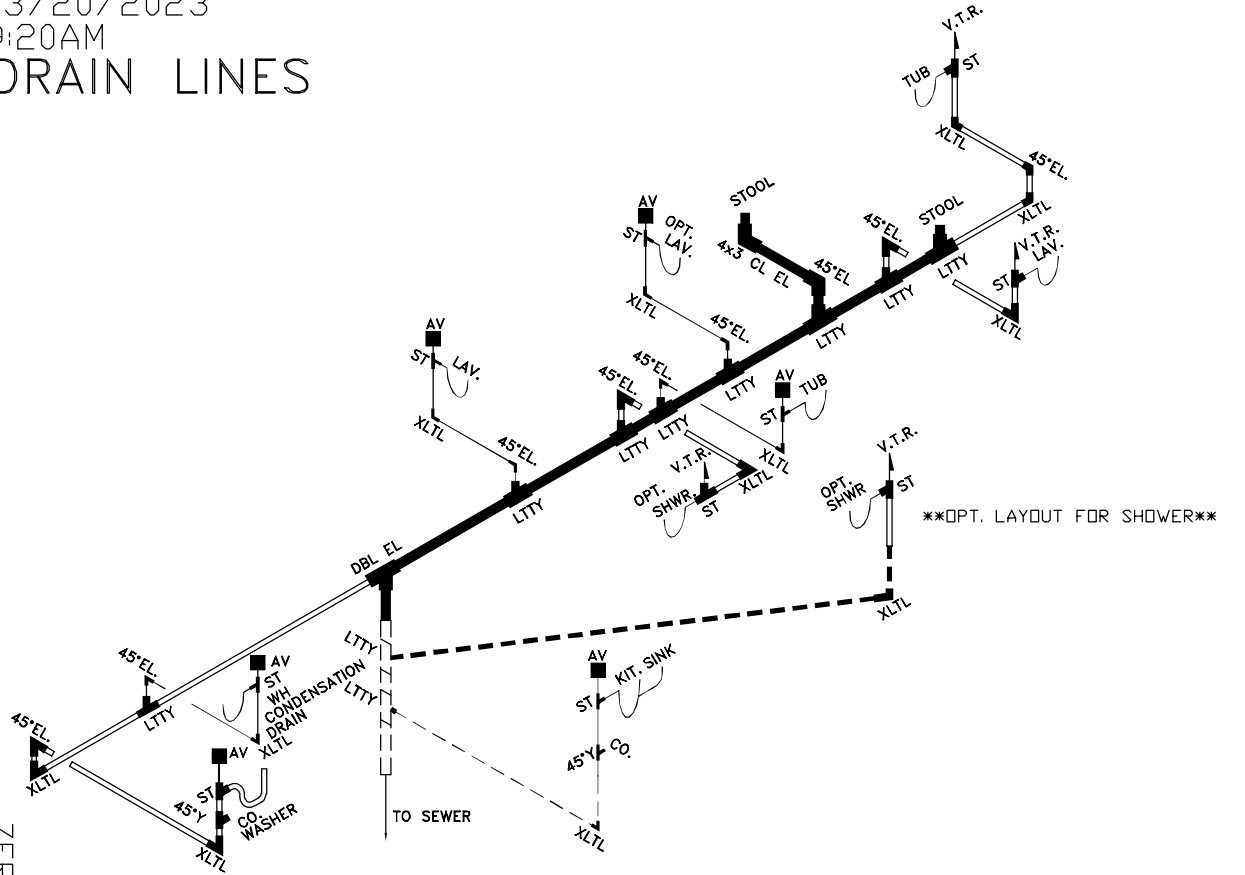 3/20/2023
9:20AM
DRAIN LINES
V.T.R.
TUB
ST
XLTL
45°EL.
XLTL
STOOL
45°EL.
LTTY
V.T.R.
LAV.
ST
XLTL
LTTY
STOOL
4x3 CL EL
45°EL
LTTY
AV
OPT.
LAV.
ST
XLTL
45°EL.
LTTY
AV
ST
LAV.
XLTL
45°EL.
LTTY
45°EL.
LTTY
45°EL.
LTTY
AV
TUB
ST
XLTL
V.T.R.
XLTL
OPT.
SHWR.
ST
V.T.R.
OPT.
SHWR
ST
**OPT. LAYOUT FOR SHOWER**
XLTL
DBL EL
LTTY
LTTY
AV
KIT. SINK
ST
45°Y
CO.
XLTL
TO SEWER
45°EL.
LTTY
AV
ST
WH
CONDENSATION
DRAIN
XLTL
45°EL.
XLTL
AV
ST
45°Y
CO.
WASHER
XLTL